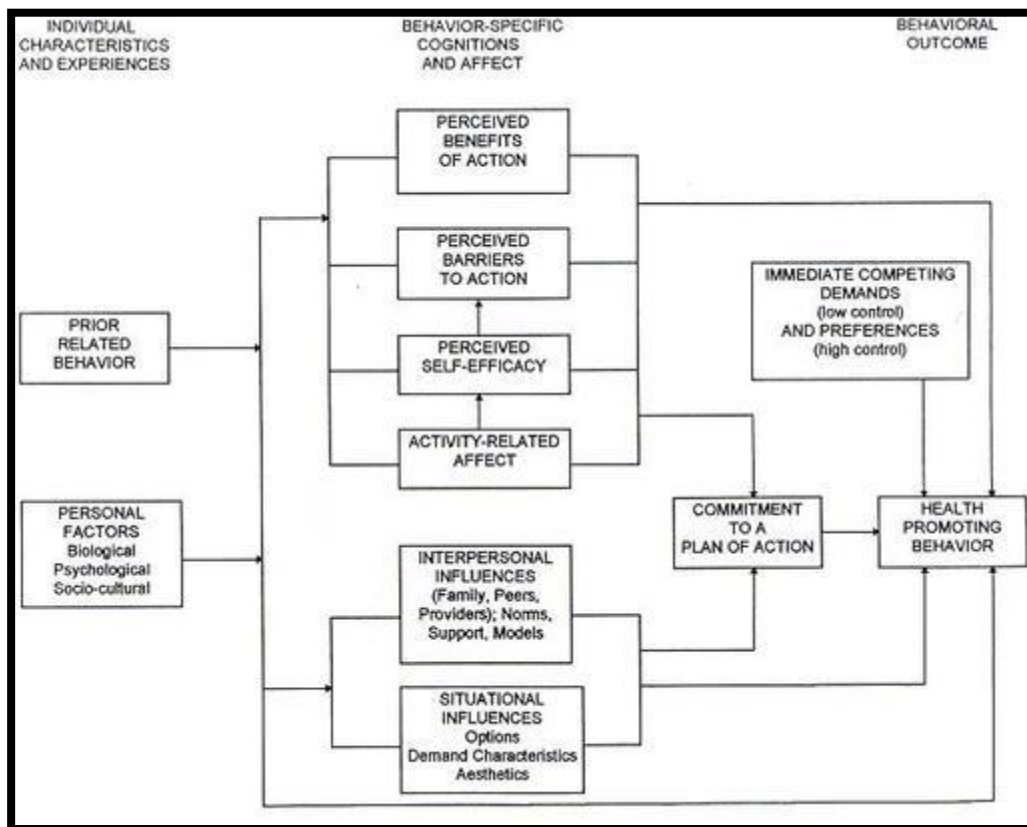 INDIVIDUAL
CHARACTERISTICS
AND EXPERIENCES
BEHAVIOR-SPECIFIC
COGNITIONS
AND AFFECT
BEHAVIORAL
OUTCOME
PERCEIVED
BENEFITS
OF ACTION
PERCEIVED
BARRIERS
TO ACTION
PERCEIVED
SELF-EFFICACY
ACTIVITY-RELATED
AFFECT
PRIOR
RELATED
BEHAVIOR
PERSONAL
FACTORS
Biological
Psychological
Socio-cultural
INTERPERSONAL
INFLUENCES
(Family, Peers,
Providers); Norms,
Support, Models
SITUATIONAL
INFLUENCES
Options
Demand Characteristics
Aesthetics
IMMEDIATE COMPETING
DEMANDS
(low control)
AND PREFERENCES
(high control)
COMMITMENT
TO A
PLAN OF ACTION
HEALTH
PROMOTING
BEHAVIOR